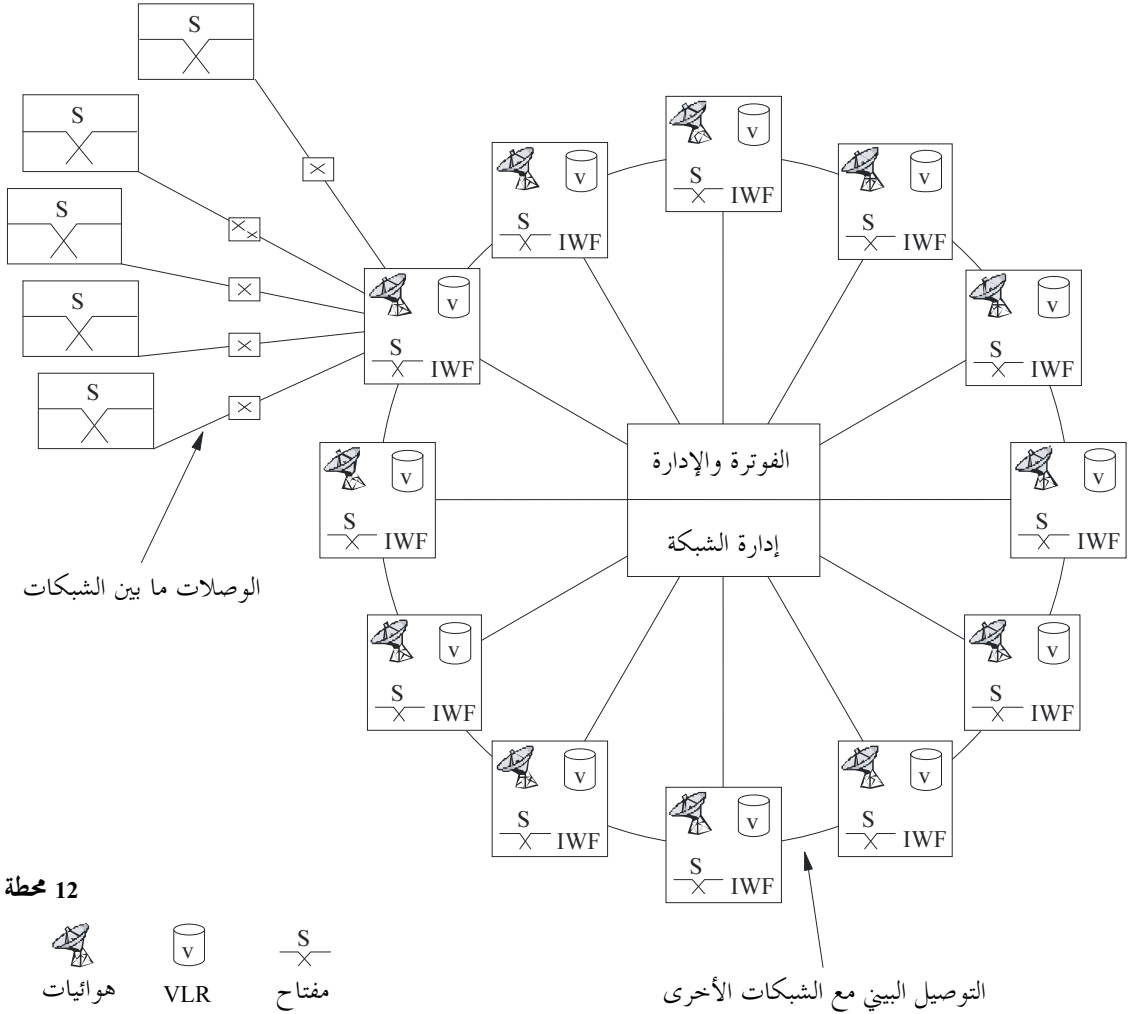 S
S
S
S
S
v
S
IWF
v
S
IWF
v
S
IWF
v
S
IWF
v
S
IWF
v
S
IWF
v
S
IWF
v
S
IWF
v
S
IWF
v
S
IWF
v
S
IWF
v
S
IWF
الفوترة والإدارة
إدارة الشبكة
الوصلات ما بين الشبكات
التوصيل البيني مع الشبكات الأخرى
12 محطة
v
S
هوائيات
VLR
مفتاح